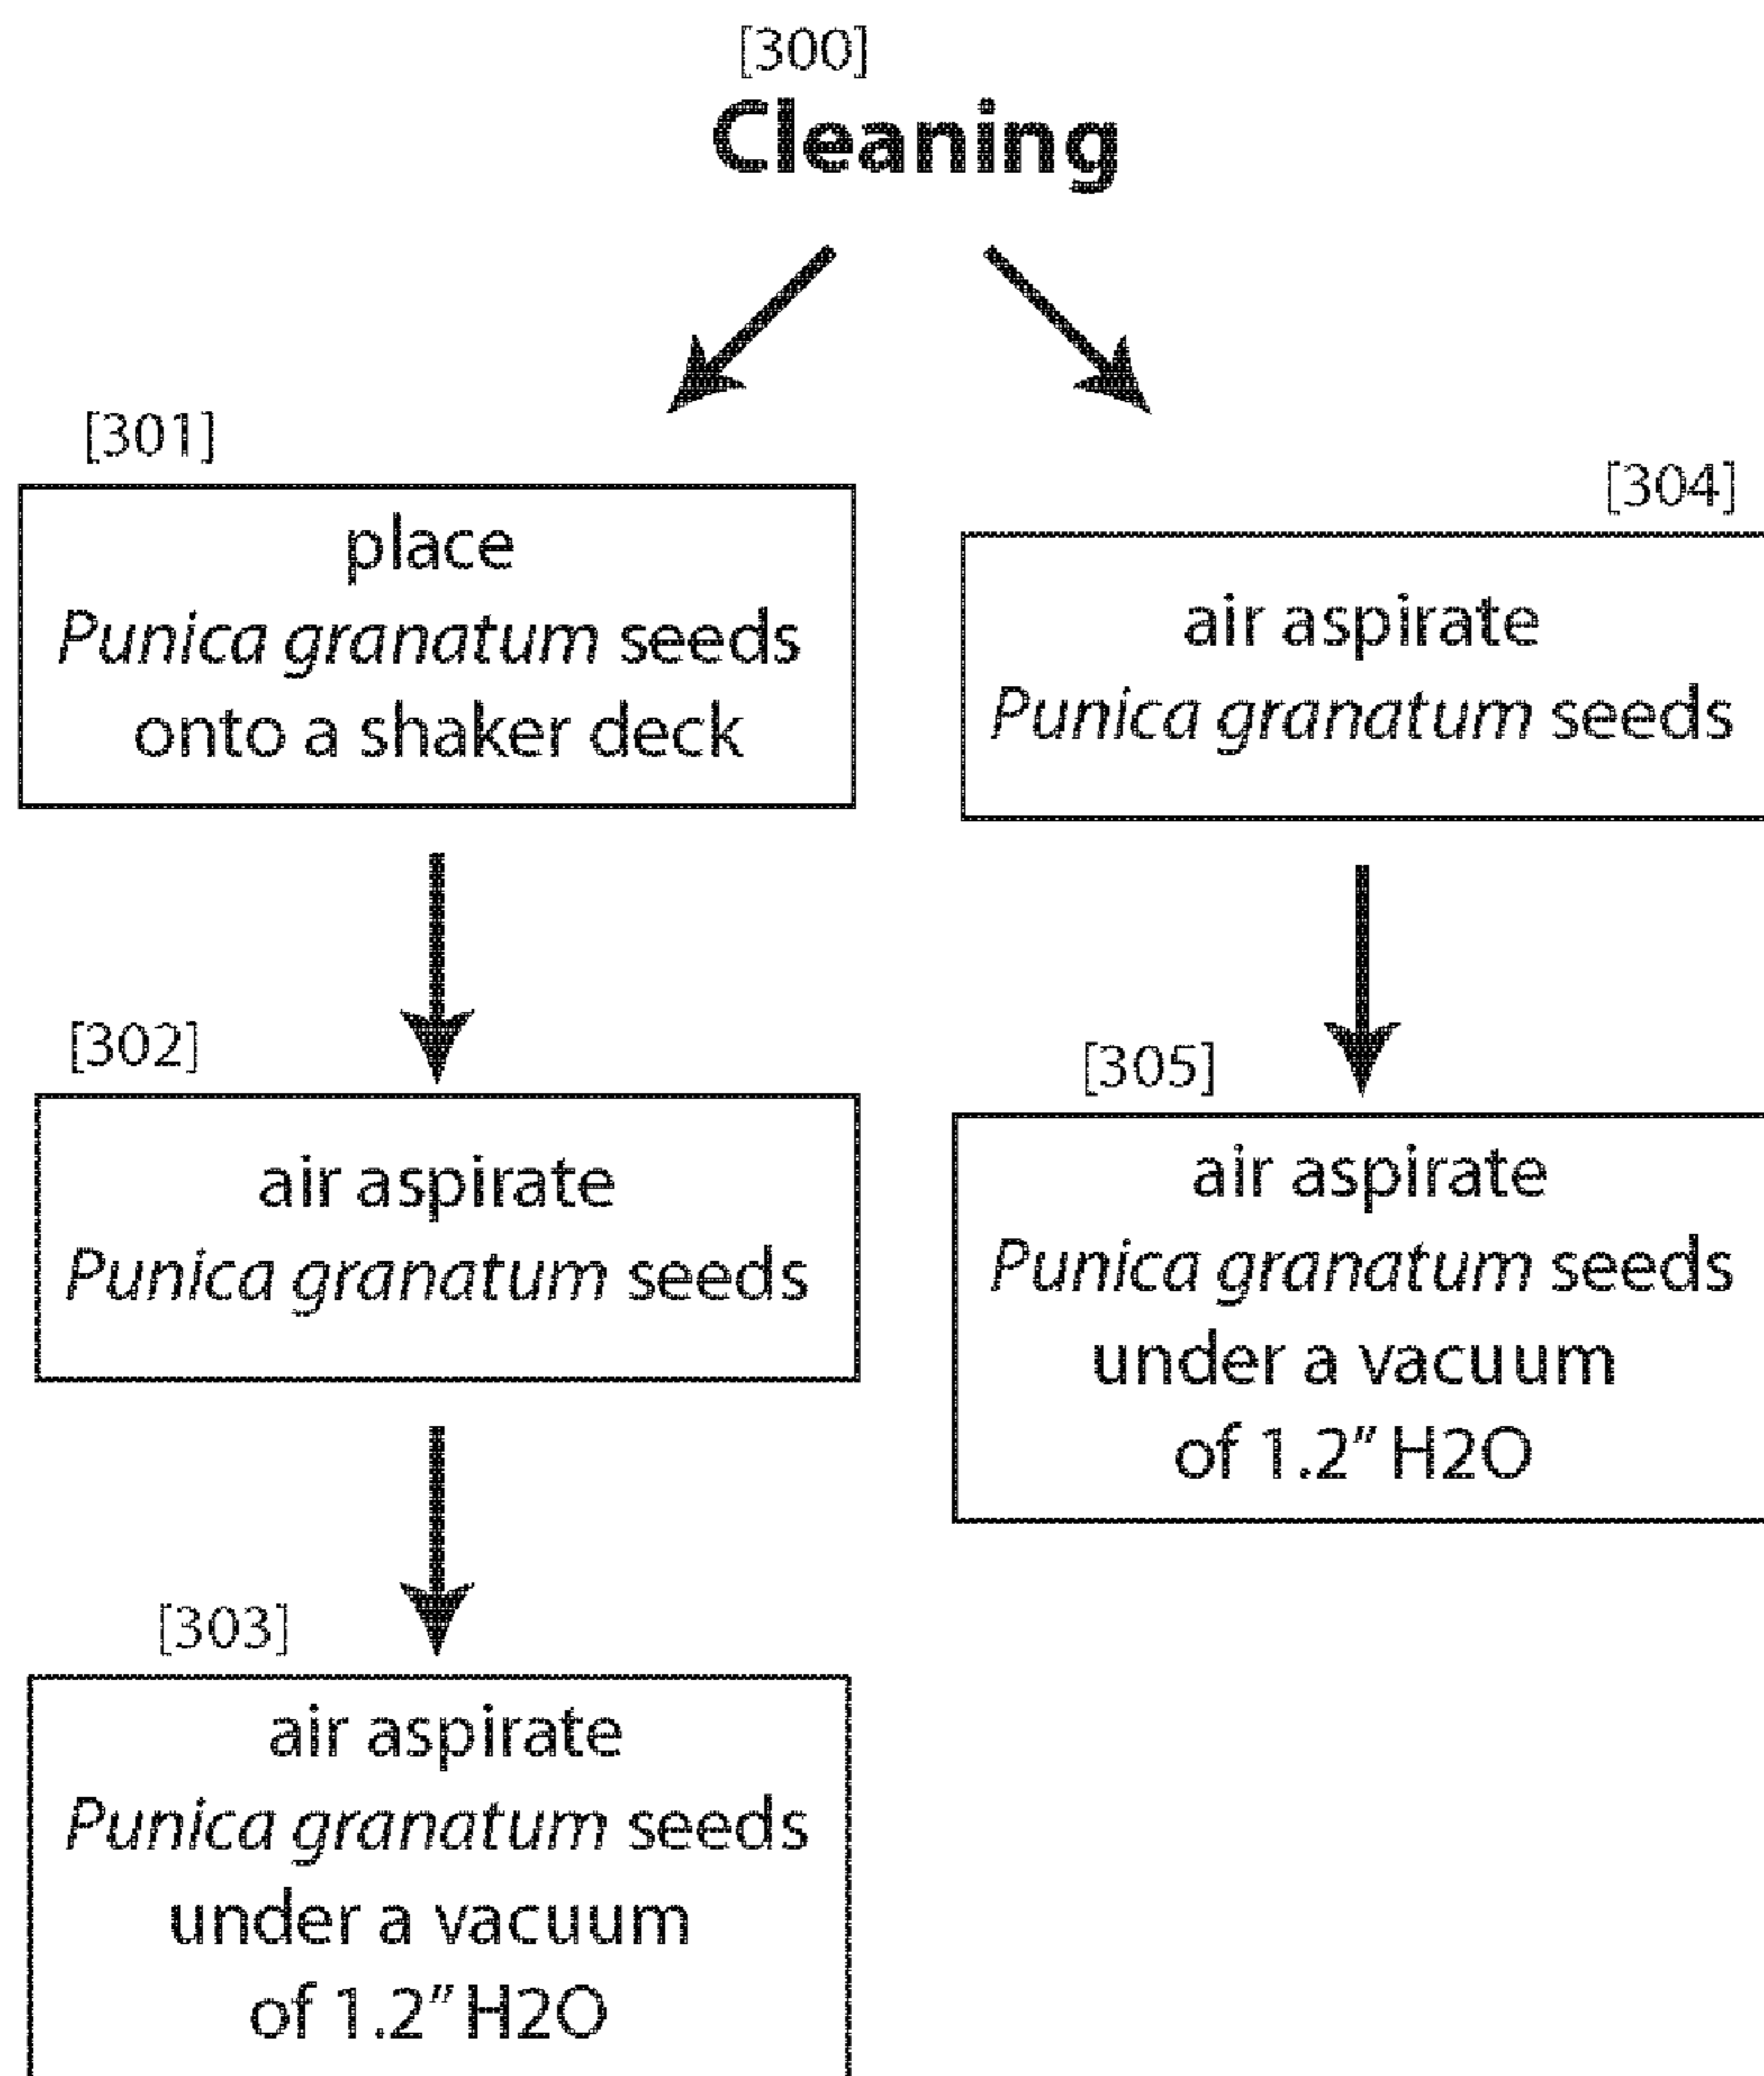 [300]
Cleaning
[301]
place
Punica granatum seeds
onto a shaker deck
[302]
air aspirate
Punica granatum seeds
[303]
air aspirate
Punica granatum seeds
under a vacuum
of 1.2" H2O
[304]
air aspirate
Punica granatum seeds
[305]
air aspirate
Punica granatum seeds
under a vacuum
of 1.2" H2O